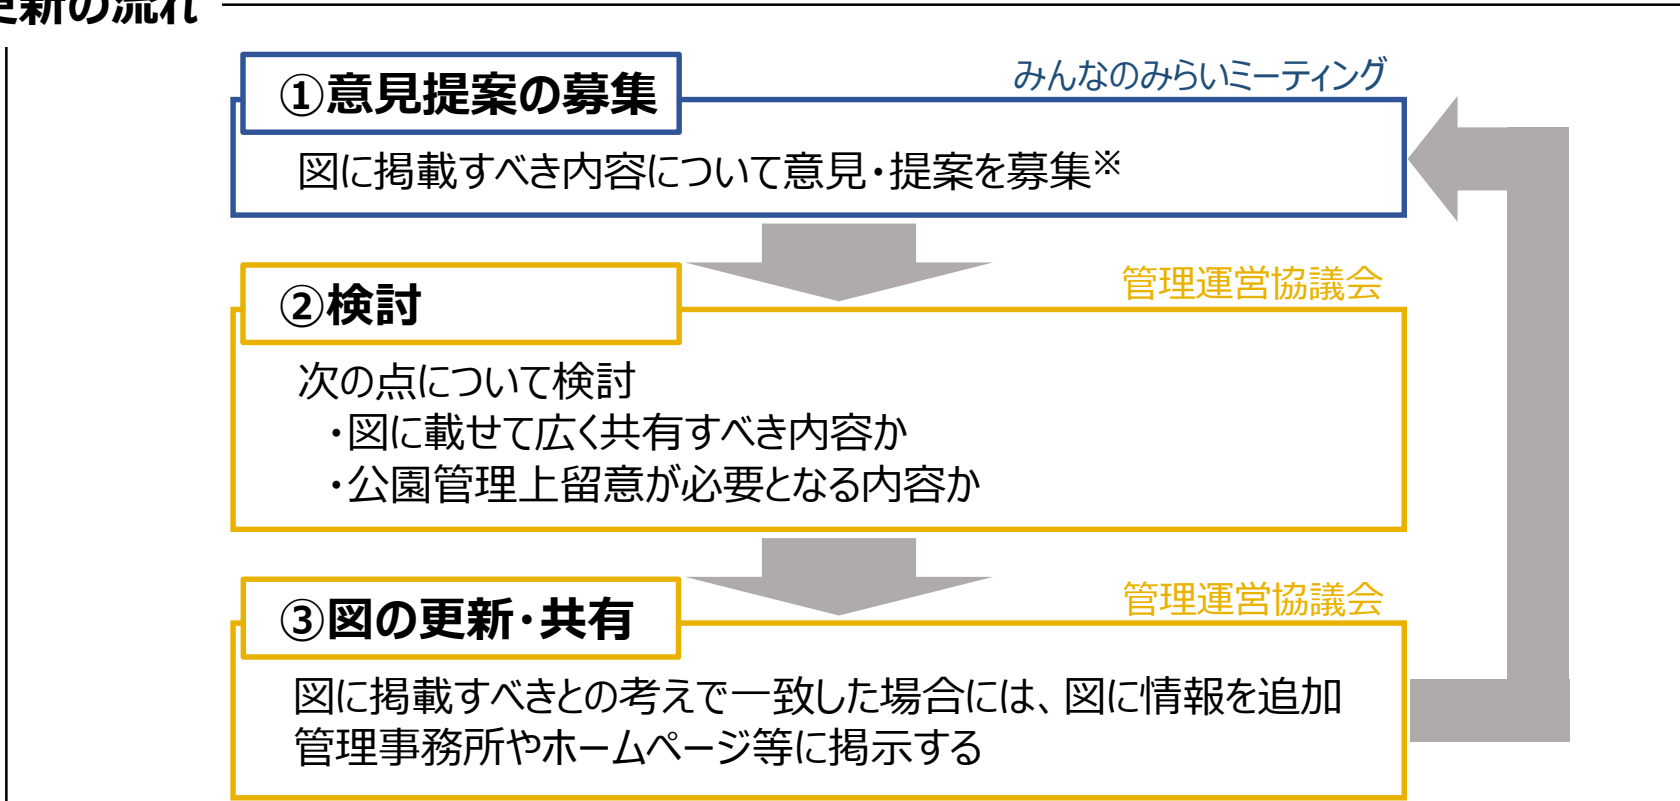 更新の流れ
みんなのみらいミーティング
①意見提案の募集
図に掲載すべき内容について意見・提案を募集※
管理運営協議会
②検討
次の点について検討
・図に載せて広く共有すべき内容か
・公園管理上留意が必要となる内容か
管理運営協議会
③図の更新・共有
図に掲載すべきとの考えで一致した場合には、図に情報を追加
管理事務所やホームページ等に掲示する